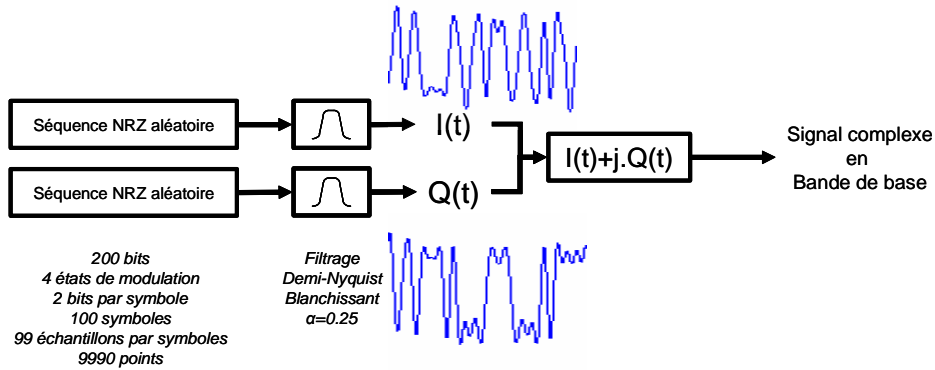 Séquence NRZ aléatoire
I(t)
Séquence NRZ aléatoire
Q(t)
I(t)+j.Q(t)
Signal complexe
en
Bande de base
200 bits
4 états de modulation
2 bits par symbole
100 symboles
99 échantillons par symboles
9990 points
Filtrage
Demi-Nyquist
Blanchissant
α=0.25